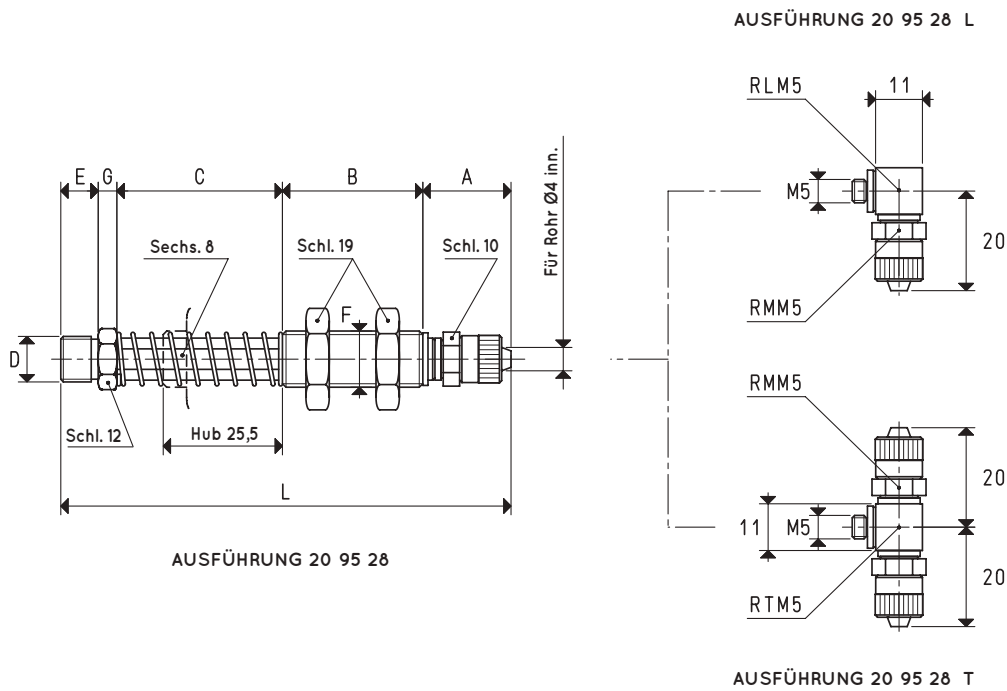 AUSFÜHRUNG 20 95 28 L
RLM5
11
M5
20
RMM5
E G C B A
Für Rohr Ø4 inn.
Sechs. 8
Schl. 19
Schl. 10
F
D
Schl. 12
Hub 25,5
L
AUSFÜHRUNG 20 95 28
RMM5
20
11
M5
20
RTM5
AUSFÜHRUNG 20 95 28 T